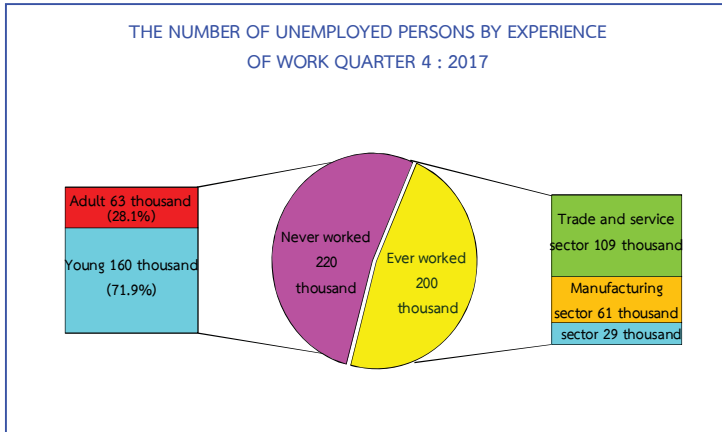 THE NUMBER OF UNEMPLOYED PERSONS BY EXPERIENCE
OF WORK QUARTER 4 : 2017
Adult 63 thousand
(28.1%)
Young 160 thousand
(71.9%)
Never worked
220
thousand
Ever worked
200
thousand
Trade and service
sector 109 thousand
Manufacturing
sector 61 thousand
sector 29 thousand